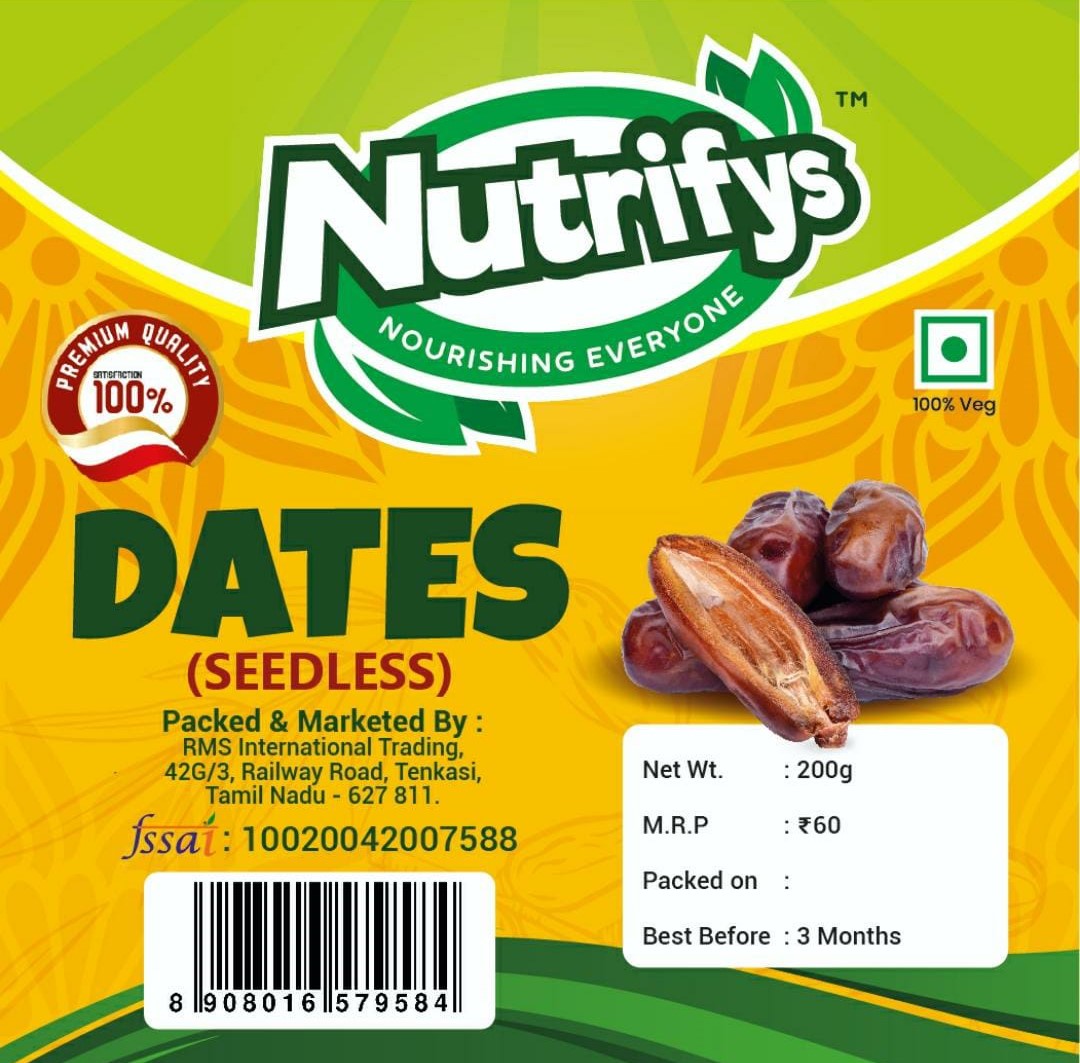 Nutrifys TM
NOURISHING EVERYONE
PREMIUM QUALITY
SATISFACTION
100%
100% Veg
DATES
(SEEDLESS)
Packed & Marketed By :
RMS International Trading,
42G/3, Railway Road, Tenkasi,
Tamil Nadu - 627 811.
fssai : 10020042007588
8 908016 579584
Net Wt. : 200g
M.R.P : ₹60
Packed on :
Best Before : 3 Months